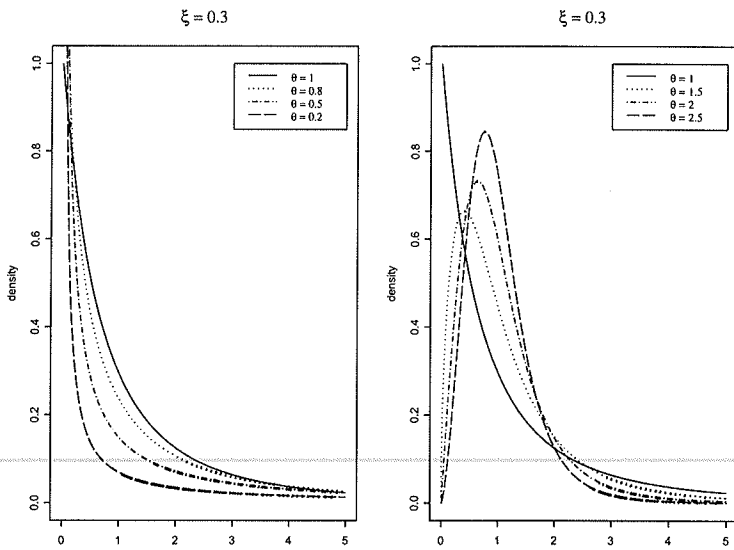 ξ = 0.3
θ = 1
θ = 0.8
θ = 0.5
θ = 0.2
density
0.0
0.2
0.4
0.6
0.8
1.0
0 1 2 3 4 5
ξ = 0.3
θ = 1
θ = 1.5
θ = 2
θ = 2.5
density
0.0
0.2
0.4
0.6
0.8
1.0
0 1 2 3 4 5